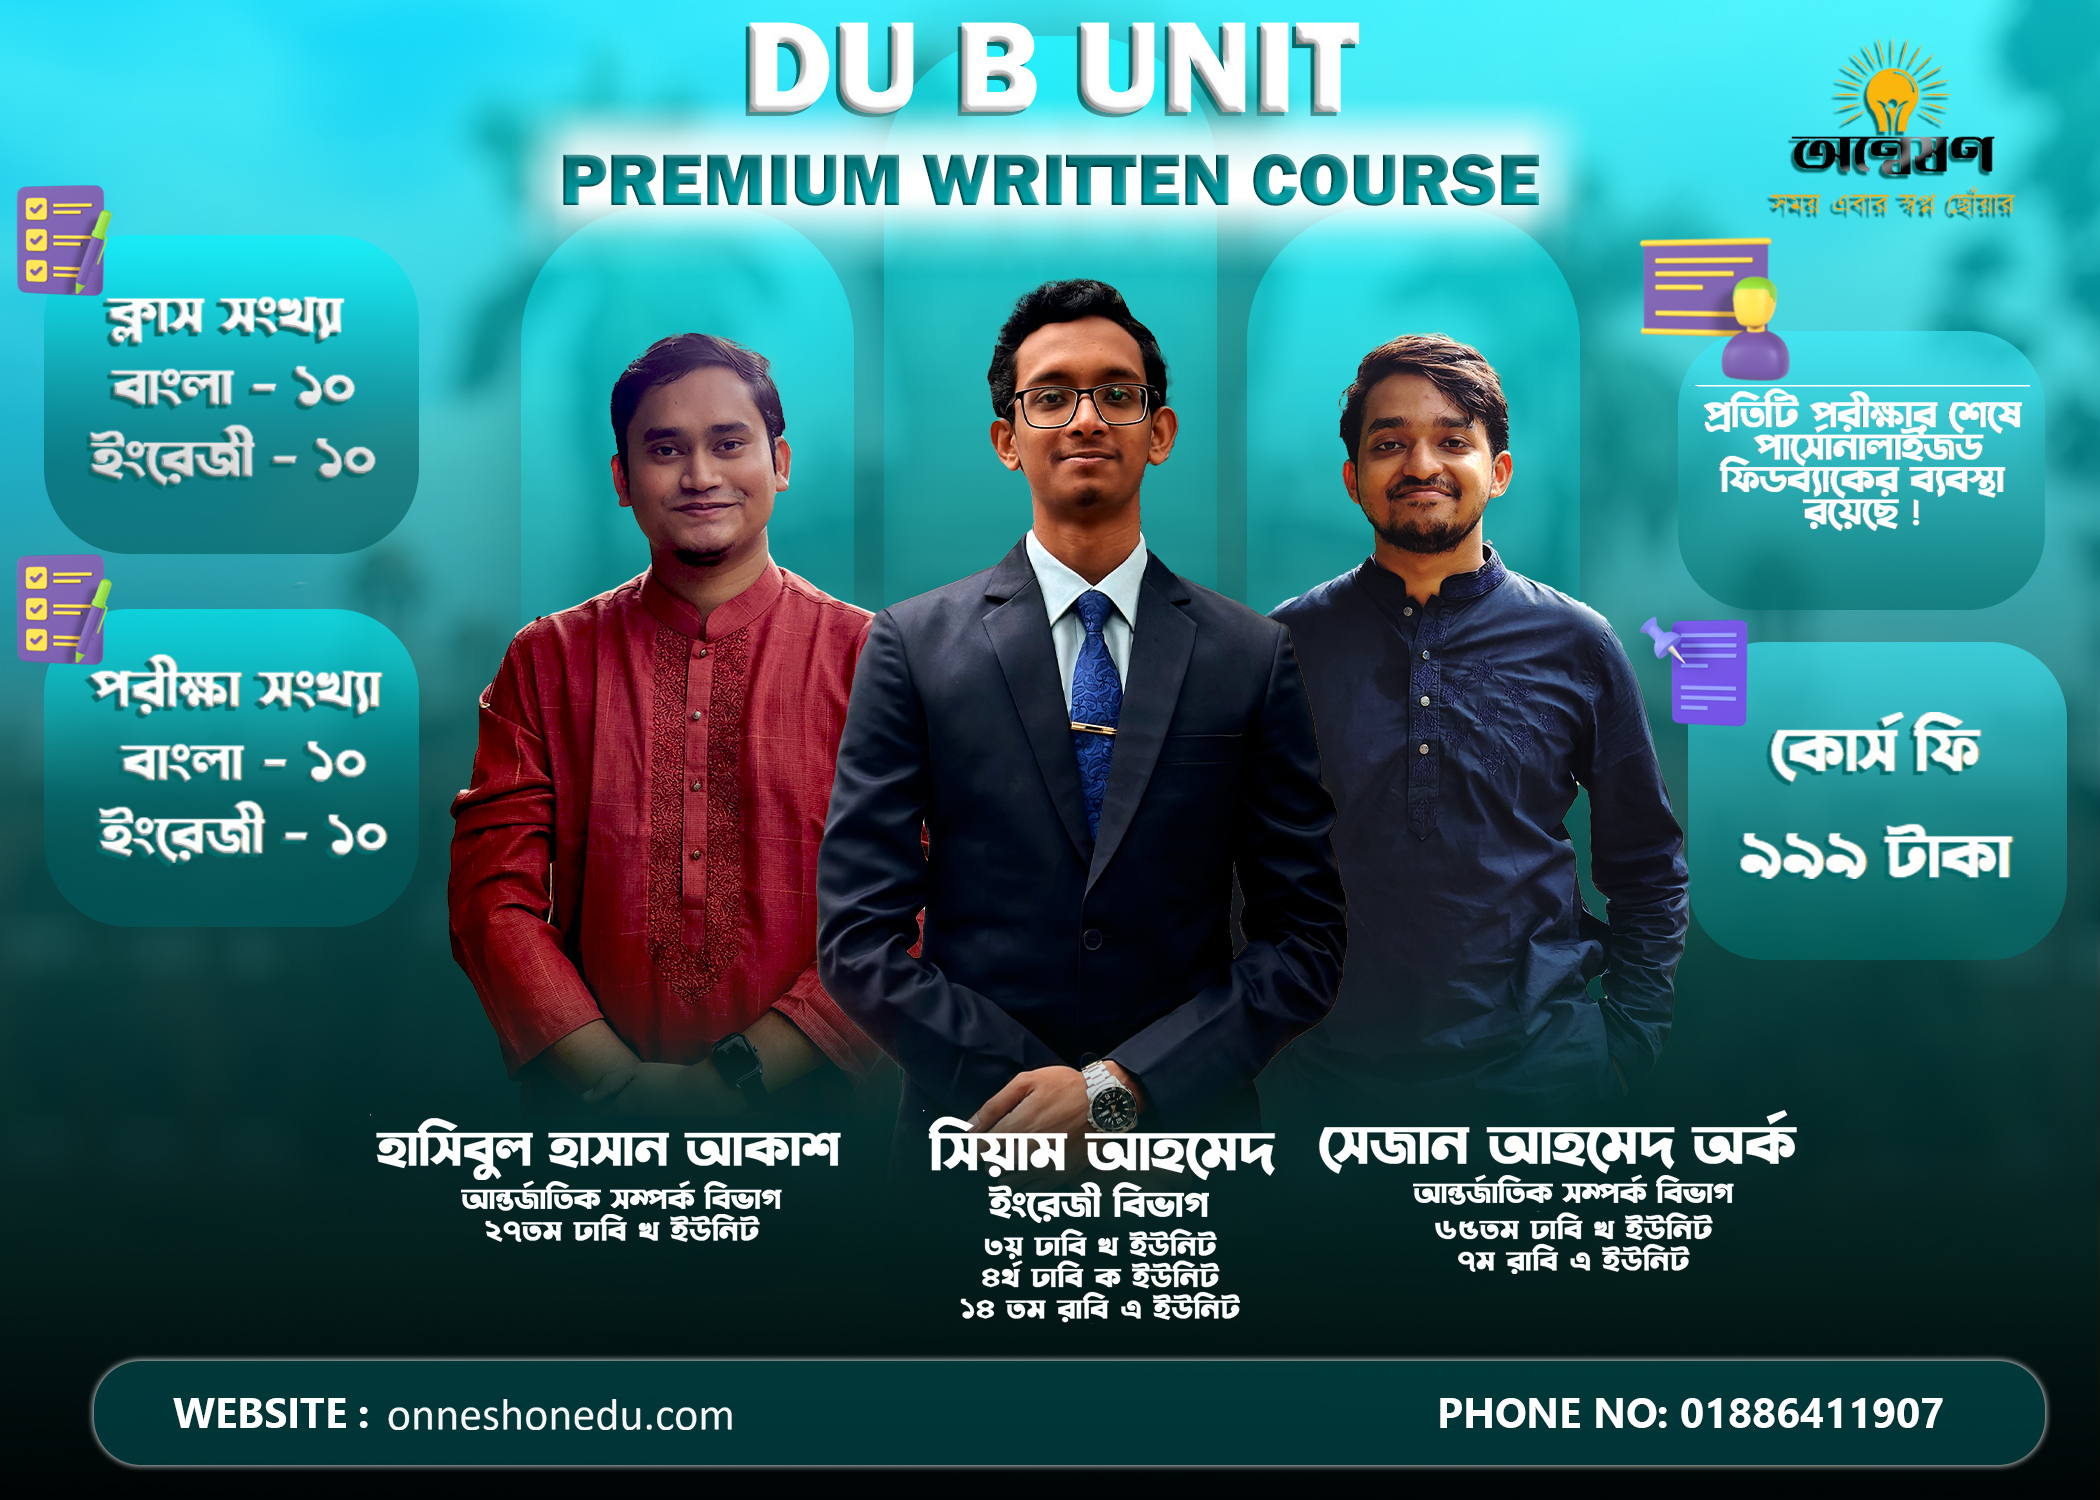 DU B UNIT
PREMIUM WRITTEN COURSE
অন্বেষণ
সময় এবার স্বপ্ন ছোঁয়ার
ক্লাস সংখ্যা
বাংলা - ১০
ইংরেজী - ১০
পরীক্ষা সংখ্যা
বাংলা - ১০
ইংরেজী - ১০
প্রতিটি পরীক্ষার শেষে
পার্সোনালাইজড
ফিডব্যাকের ব্যবস্থা
রয়েছে !
কোর্স ফি
৯৯৯ টাকা
হাসিবুল হাসান আকাশ
আন্তর্জাতিক সম্পর্ক বিভাগ
২৭তম ঢাবি খ ইউনিট
সিয়াম আহমেদ
ইংরেজী বিভাগ
৩য় ঢাবি খ ইউনিট
৪র্থ ঢাবি ক ইউনিট
১৪ তম রাবি এ ইউনিট
সেজান আহমেদ অর্ক
আন্তর্জাতিক সম্পর্ক বিভাগ
৬৫তম ঢাবি খ ইউনিট
৭ম রাবি এ ইউনিট
WEBSITE : onneshonedu.com
PHONE NO: 01886411907